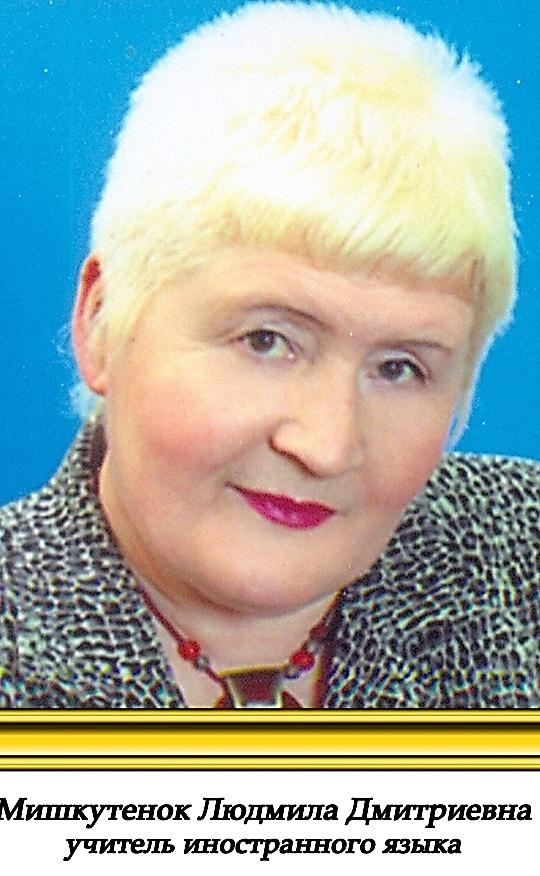 Мишкутенок Людмила Дмитриевна
учитель иностранного языка